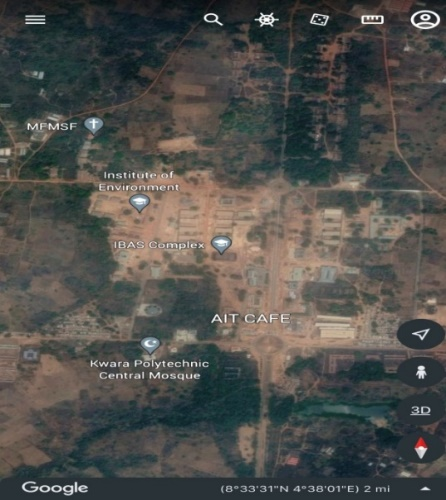 MFMSF
Institute of
Environment
IBAS Complex
AIT CAFE
Kwara Polytechnic
Central Mosque
3D
Google
(8°33'31"N 4°38'01"E) 2 mi